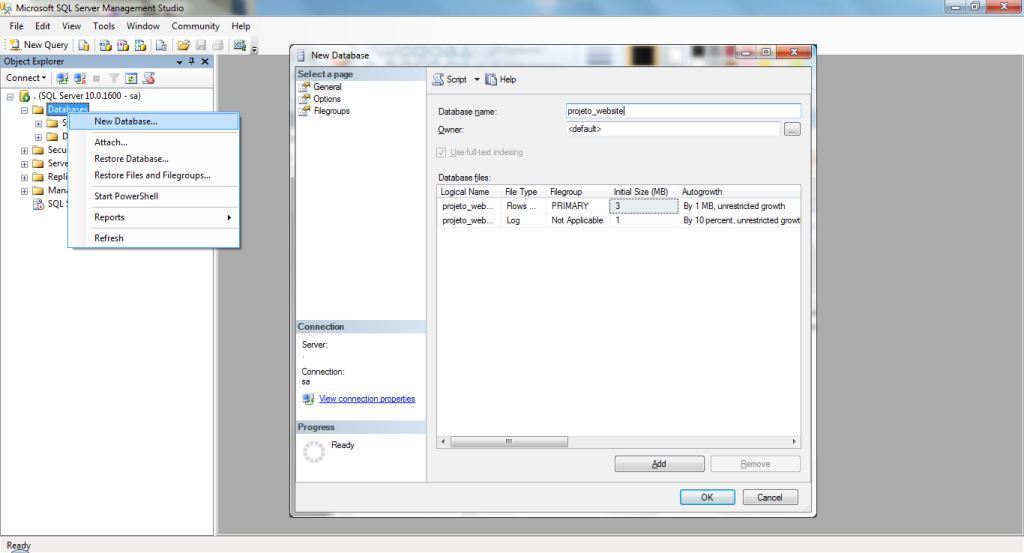 Microsoft SQL Server Management Studio
File Edit View Tools Window Community Help
New Query
Object Explorer
Connect
. (SQL Server 10.0.1600 - sa)
Databases
S
D
Secu
Serve
Repli
Mana
SQL S
New Database...
Attach...
Restore Database...
Restore Files and Filegroups...
Start PowerShell
Reports
Refresh
New Database
Select a page
General
Options
Filegroups
Script Help
Database name: projeto_website
Owner: <default> ...
Use full-text indexing
Database files:
Logical Name File Type Filegroup Initial Size (MB) Autogrowth
projeto_web... Rows ... PRIMARY 3 By 1 MB, unrestricted growth
projeto_web... Log Not Applicable 1 By 10 percent, unrestricted growt
Connection
Server:
.
Connection:
sa
View connection properties
Progress
Ready
Add Remove
OK Cancel
Ready